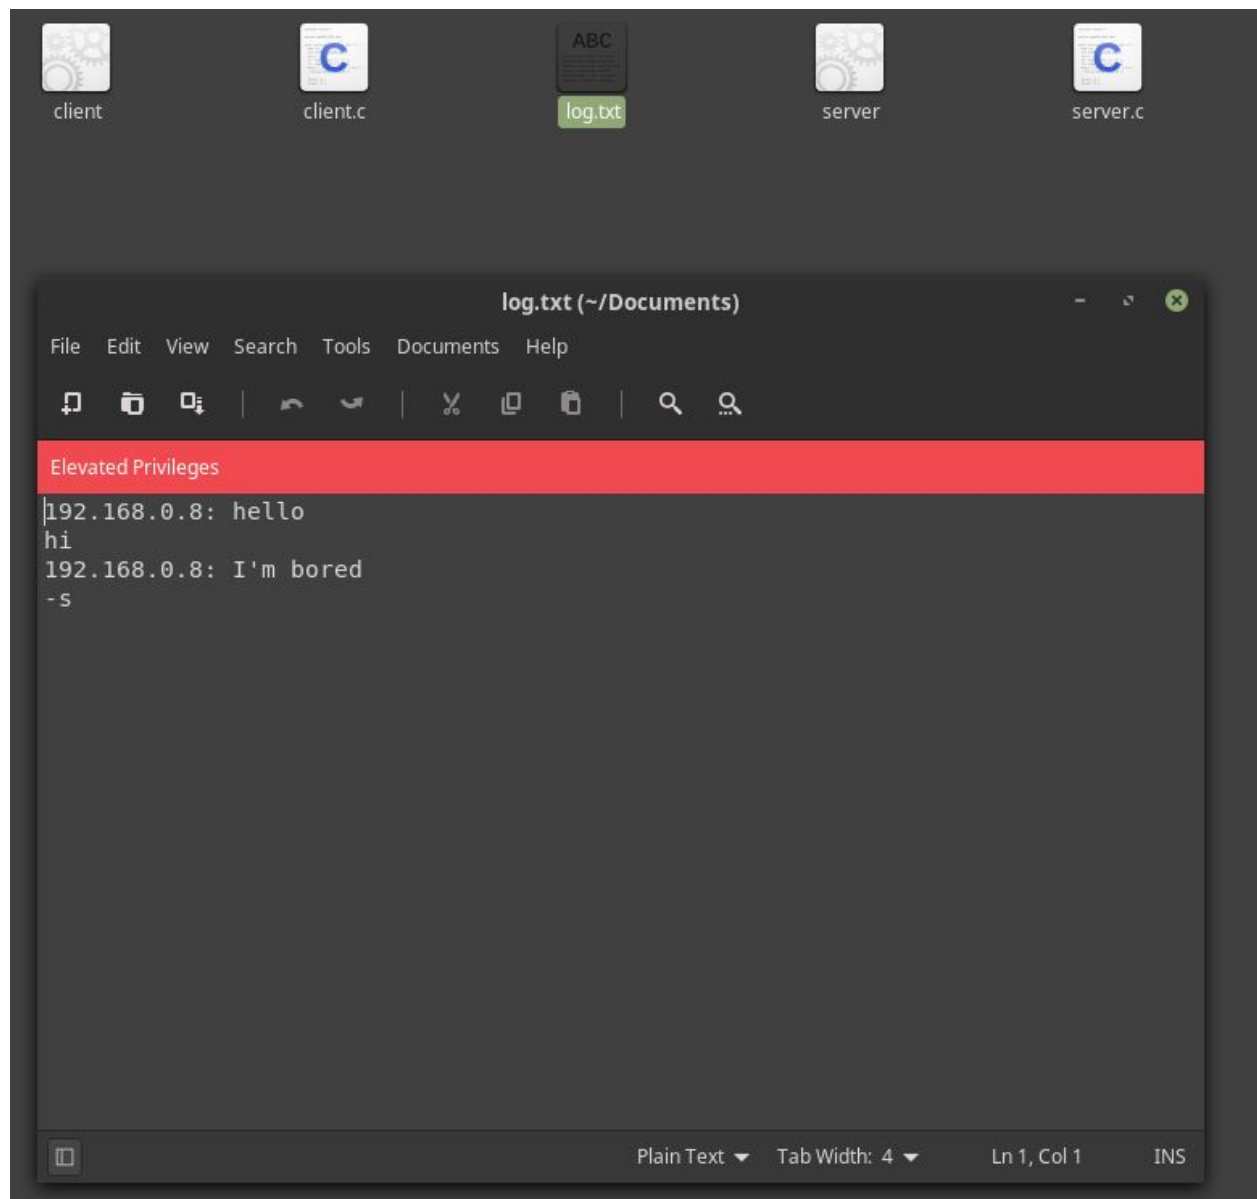 client
client.c
ABC
log.txt
server
server.c
log.txt (~/Documents)
File Edit View Search Tools Documents Help
Elevated Privileges
192.168.0.8: hello
hi
192.168.0.8: I'm bored
-s
Plain Text Tab Width: 4 Ln 1, Col 1 INS